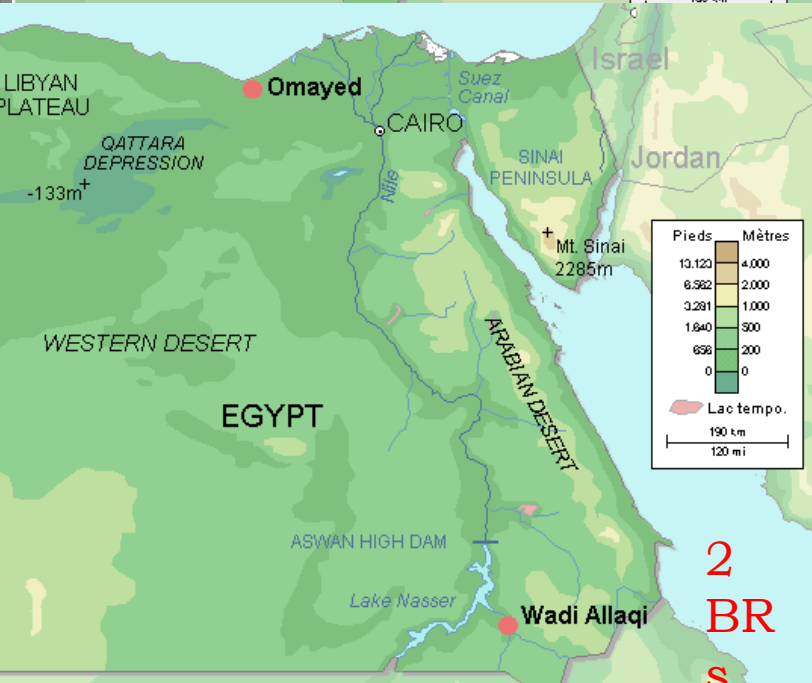 Israel
LIBYAN
PLATEAU
Omayed
Suez
Canal
CAIRO
QATTARA
DEPRESSION
-133m
Nile
SINAI
PENINSULA
Jordan
Mt. Sinai
2285m
Pieds Mètres
13.123 4.000
6.562 2.000
3.281 1.000
1.640 500
656 200
0 0
Lac tempo.
190 km
120 mi
WESTERN DESERT
ARABIAN DESERT
EGYPT
ASWAN HIGH DAM
Lake Nasser
Wadi Allaqi
2
BR
s